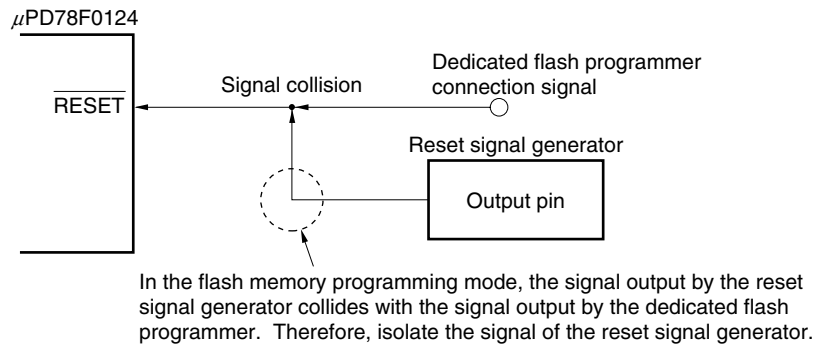 μPD78F0124
Dedicated flash programmer
connection signal
Signal collision
RESET
Reset signal generator
Output pin
In the flash memory programming mode, the signal output by the reset
signal generator collides with the signal output by the dedicated flash
programmer. Therefore, isolate the signal of the reset signal generator.